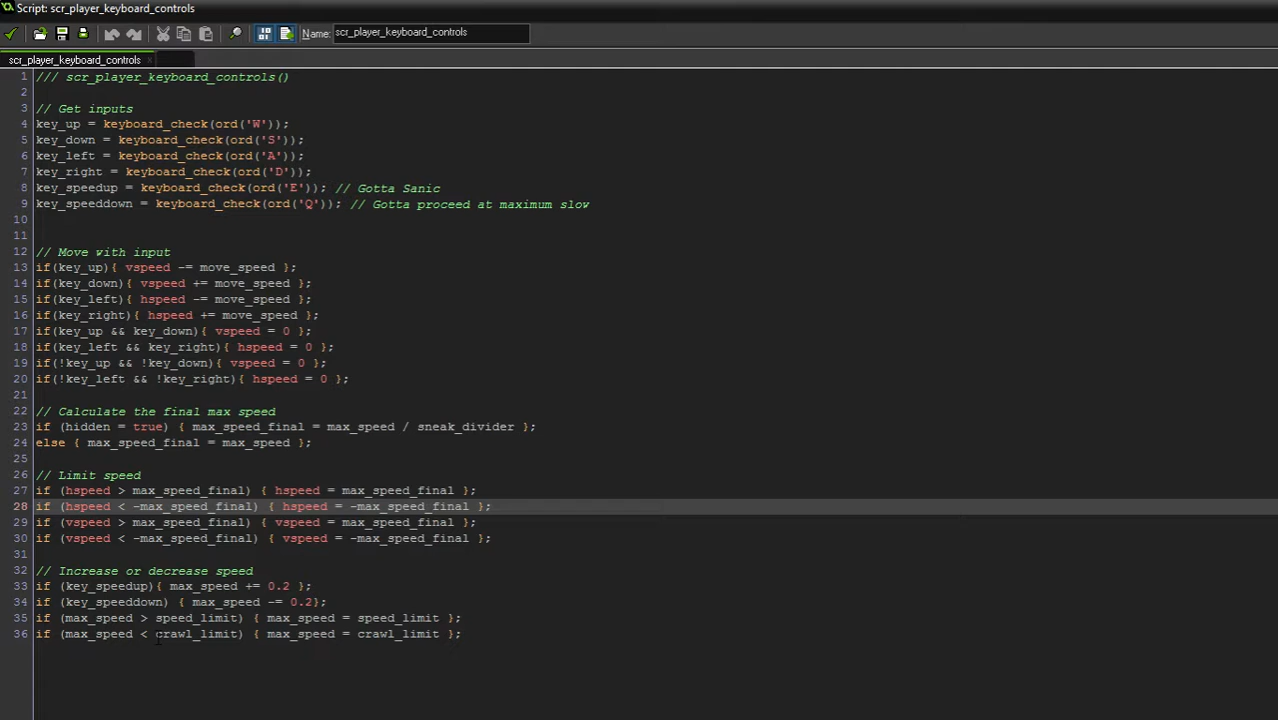 Script: scr_player_keyboard_controls
Name: scr_player_keyboard_controls
scr_player_keyboard_controls
1 /// scr_player_keyboard_controls()
2
3 // Get inputs
4 key_up = keyboard_check(ord('W'));
5 key_down = keyboard_check(ord('S'));
6 key_left = keyboard_check(ord('A'));
7 key_right = keyboard_check(ord('D'));
8 key_speedup = keyboard_check(ord('E')); // Gotta Sanic
9 key_speeddown = keyboard_check(ord('Q')); // Gotta proceed at maximum slow
10
11
12 // Move with input
13 if(key_up){ vspeed -= move_speed };
14 if(key_down){ vspeed += move_speed };
15 if(key_left){ hspeed -= move_speed };
16 if(key_right){ hspeed += move_speed };
17 if(key_up && key_down){ vspeed = 0 };
18 if(key_left && key_right){ hspeed = 0 };
19 if(!key_up && !key_down){ vspeed = 0 };
20 if(!key_left && !key_right){ hspeed = 0 };
21
22 // Calculate the final max speed
23 if (hidden = true) { max_speed_final = max_speed / sneak_divider };
24 else { max_speed_final = max_speed };
25
26 // Limit speed
27 if (hspeed > max_speed_final) { hspeed = max_speed_final };
28 if (hspeed < -max_speed_final) { hspeed = -max_speed_final };
29 if (vspeed > max_speed_final) { vspeed = max_speed_final };
30 if (vspeed < -max_speed_final) { vspeed = -max_speed_final };
31
32 // Increase or decrease speed
33 if (key_speedup){ max_speed += 0.2 };
34 if (key_speeddown) { max_speed -= 0.2};
35 if (max_speed > speed_limit) { max_speed = speed_limit };
36 if (max_speed < crawl_limit) { max_speed = crawl_limit };